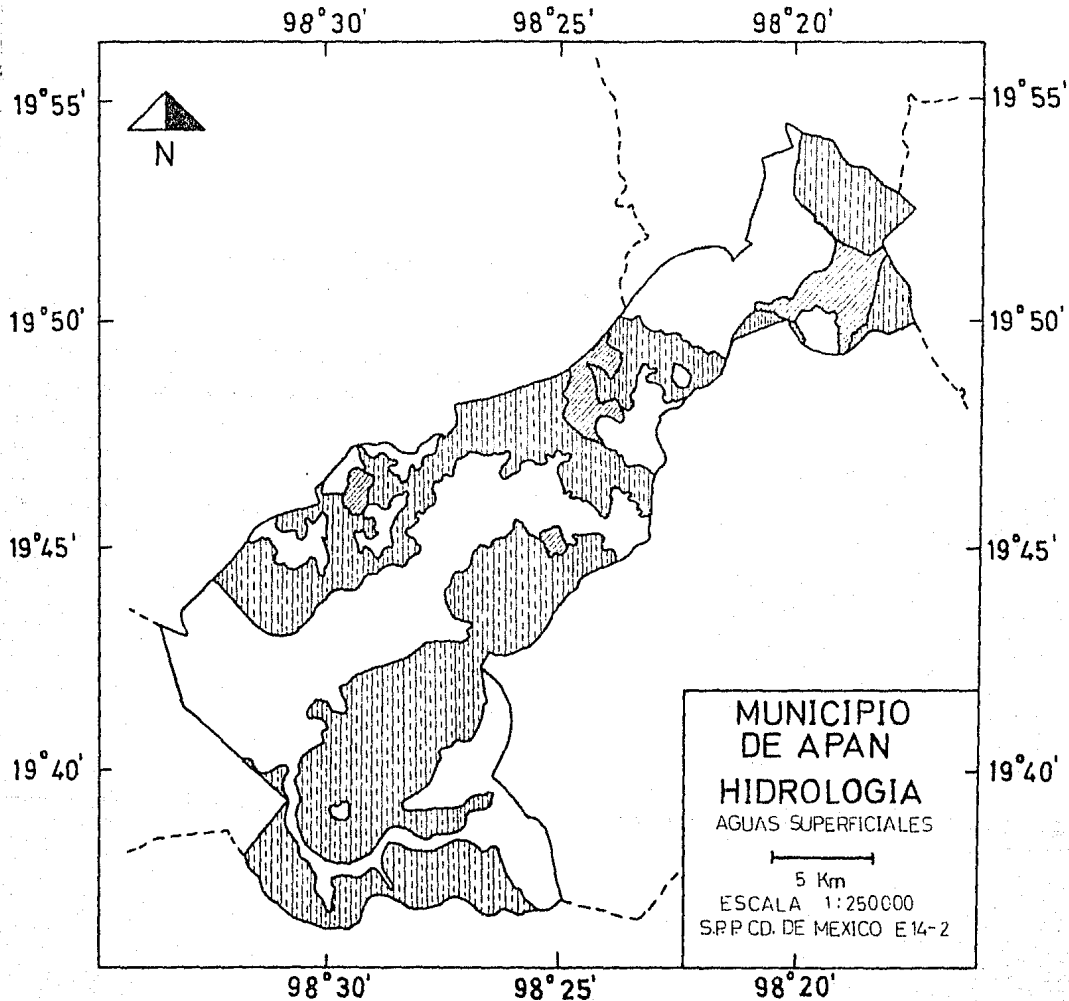 98°30' 98°25' 98°20'
19°55' 19°55'
N
19°50' 19°50'
19°45' 19°45'
19°40' 19°40'
MUNICIPIO
DE APAN
HIDROLOGIA
AGUAS SUPERFICIALES
5 Km
ESCALA 1:250000
S.P.P CD. DE MEXICO E14-2
98°30' 98°25' 98°20'